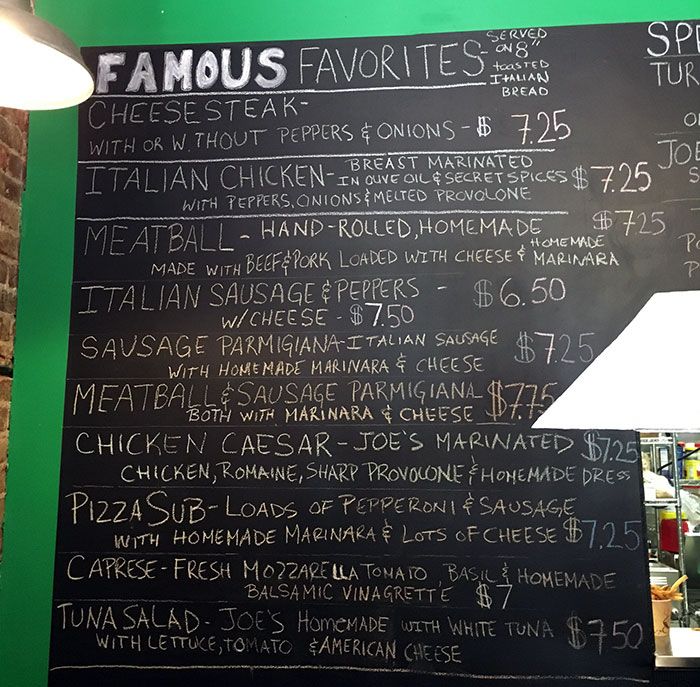 FAMOUS FAVORITES-
SERVED
ON 8"
toasted
ITALIAN
BREAD
CHEESESTEAK-
WITH OR W.THOUT PEPPERS & ONIONS - $ 7.25
ITALIAN CHICKEN- BREAST MARINATED
IN OLIVE OIL & SECRET SPICES $7.25
WITH PEPPERS, ONIONS & MELTED PROVOLONE
MEATBALL - HAND-ROLLED, HOMEMADE $725
MADE WITH BEEF & PORK LOADED WITH CHEESE & HOMEMADE MARINARA
ITALIAN SAUSAGE & PEPPERS - $6.50
W/CHEESE - $7.50
SAUSAGE PARMIGIANA-ITALIAN SAUSAGE $7.25
WITH HOMEMADE MARINARA & CHEESE
MEATBALL & SAUSAGE PARMIGIANA $7.75
BOTH WITH MARINARA & CHEESE
CHICKEN CAESAR - JOE'S MARINATED $7.25
CHICKEN, ROMAINE, SHARP PROVOLONE & HOMEMADE DRESS
PIZZA SUB - LOADS OF PEPPERONI & SAUSAGE
WITH HOMEMADE MARINARA & LOTS OF CHEESE $7.25
CAPRESE - FRESH MOZZARELLA TOMATO, BASIL & HOMEMADE
BALSAMIC VINAGRETTE $7
TUNA SALAD - JOE'S HOMEMADE WITH WHITE TUNA $7.50
WITH LETTUCE, TOMATO & AMERICAN CHEESE
SP
TUR
JOE